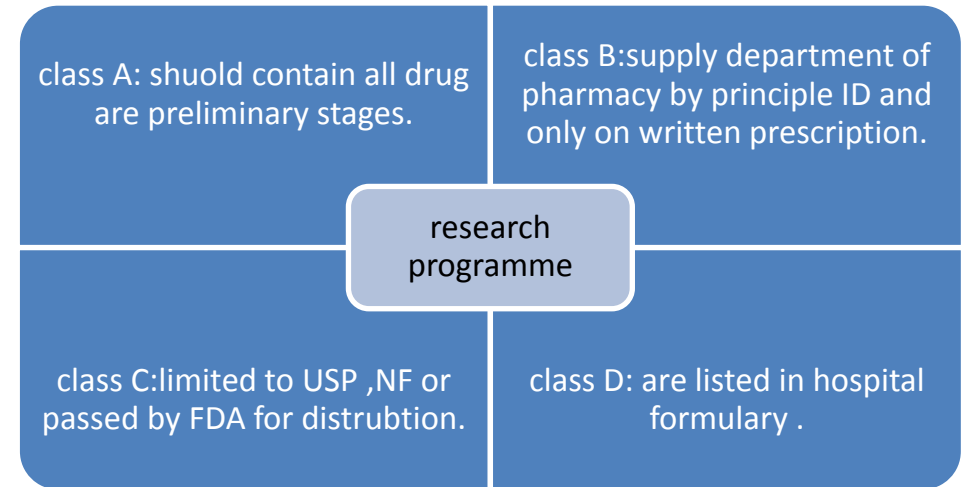 class A: shuold contain all drug
are preliminary stages.
class B:supply department of
pharmacy by principle ID and
only on written prescription.
research
programme
class C:limited to USP ,NF or
passed by FDA for distrubtion.
class D: are listed in hospital
formulary .